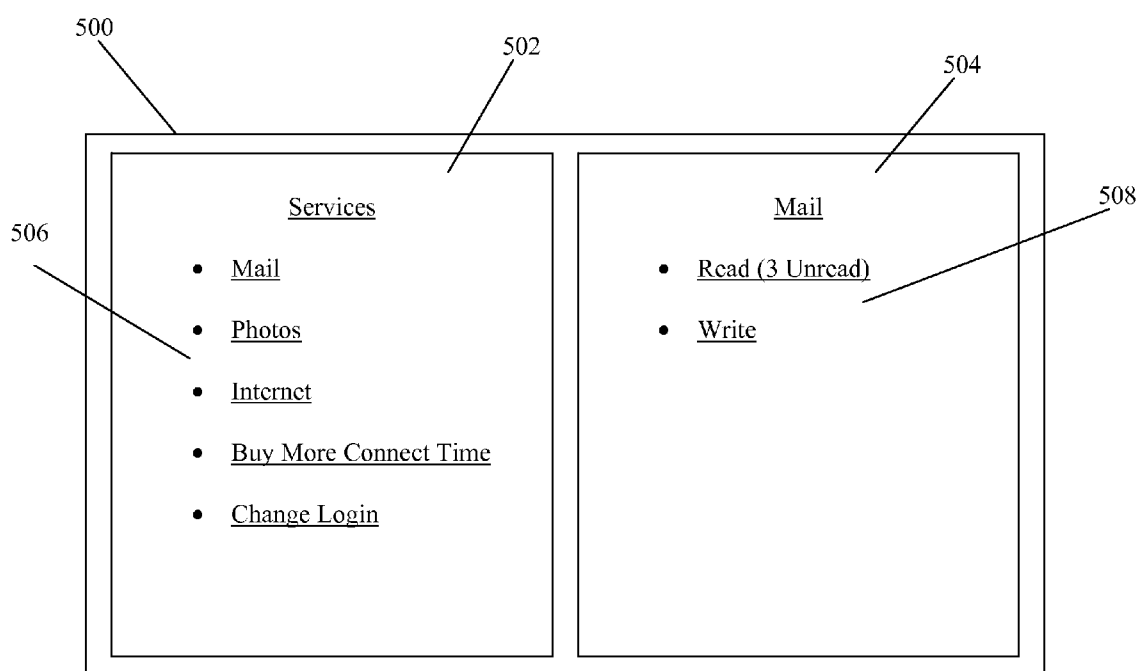 500
502
504
Services
Mail
508
506
Mail
Read (3 Unread)
Photos
Write
Internet
Buy More Connect Time
Change Login